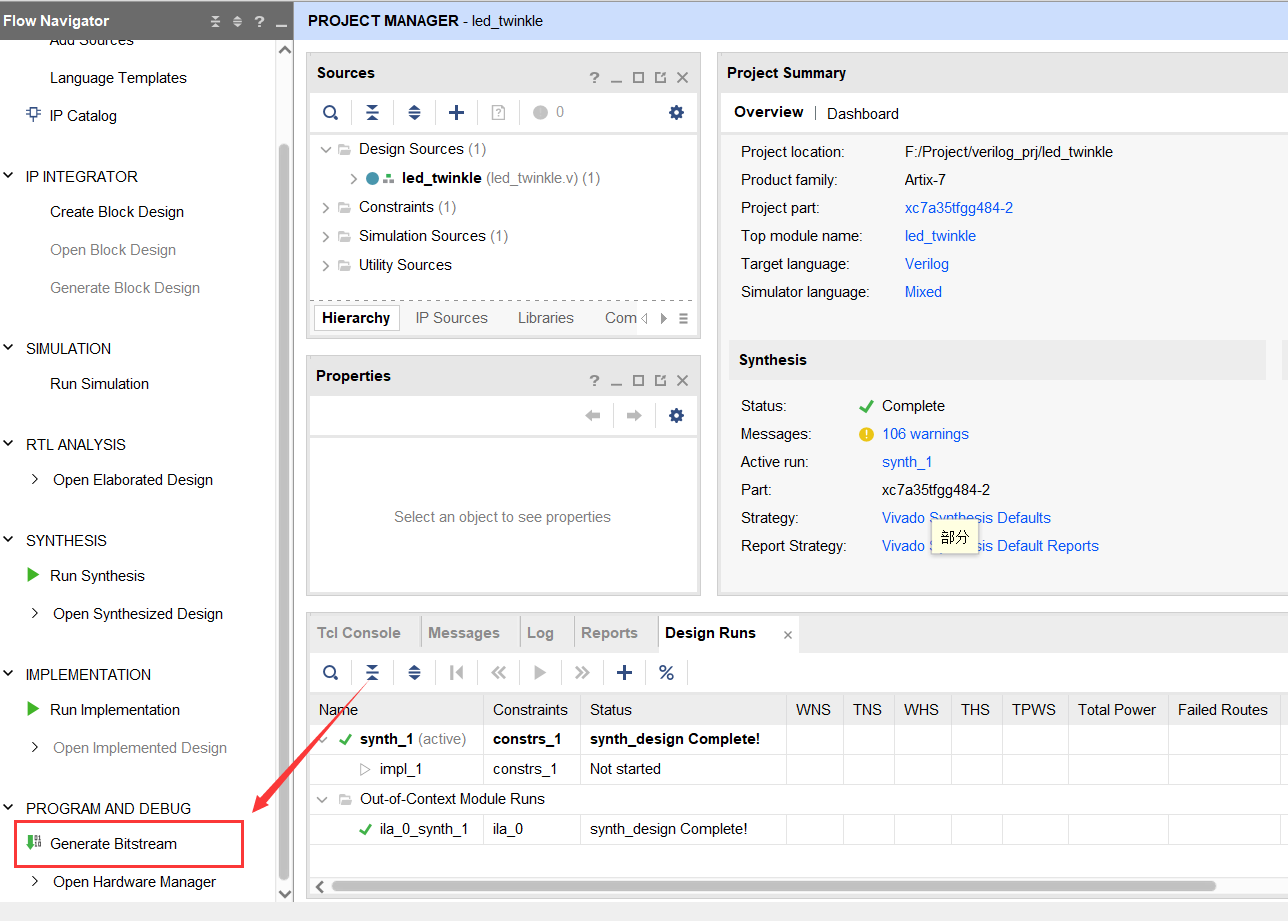 Flow Navigator
?
Add Sources
Language Templates
IP Catalog
IP INTEGRATOR
Create Block Design
Open Block Design
Generate Block Design
SIMULATION
Run Simulation
RTL ANALYSIS
Open Elaborated Design
SYNTHESIS
Run Synthesis
Open Synthesized Design
IMPLEMENTATION
Run Implementation
Open Implemented Design
PROGRAM AND DEBUG
Generate Bitstream
Open Hardware Manager
PROJECT MANAGER - led_twinkle
Sources
?
0
Design Sources (1)
led_twinkle (led_twinkle.v) (1)
Constraints (1)
Simulation Sources (1)
Utility Sources
Hierarchy IP Sources Libraries Com
Properties
?
Select an object to see properties
Project Summary
Overview | Dashboard
Project location: F:/Project/verilog_prj/led_twinkle
Product family: Artix-7
Project part: xc7a35tfgg484-2
Top module name: led_twinkle
Target language: Verilog
Simulator language: Mixed
Synthesis
Status: Complete
Messages: 106 warnings
Active run: synth_1
Part: xc7a35tfgg484-2
Strategy: Vivado Synthesis Defaults
部分
Report Strategy: Vivado Synthesis Default Reports
Tcl Console Messages Log Reports Design Runs
%
Name Constraints Status WNS TNS WHS THS TPWS Total Power Failed Routes
synth_1 (active) constrs_1 synth_design Complete!
impl_1 constrs_1 Not started
Out-of-Context Module Runs
ila_0_synth_1 ila_0 synth_design Complete!